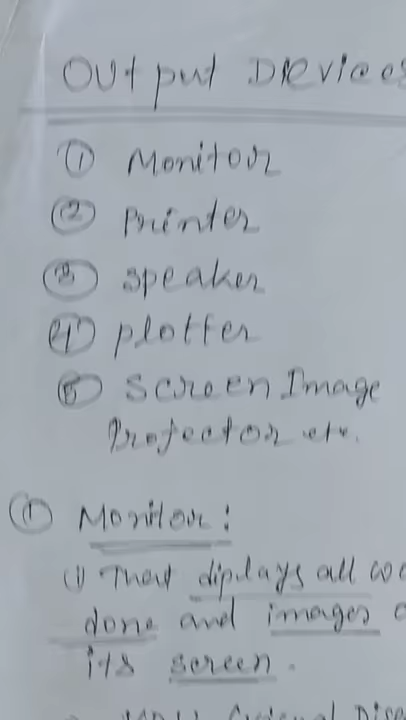 Output Devices
① Monitor
② Printer
③ speaker
④ plotter
⑤ Screen Image
Projector etc.
① Monitor:
(i) That diplays all
done and images
its screen.